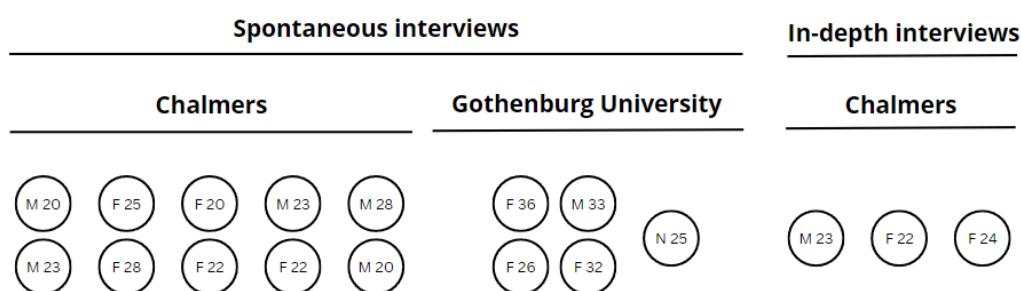 Spontaneous interviews
In-depth interviews
Chalmers
Gothenburg University
Chalmers
M 20
F 25
F 20
M 23
M 28
F 36
M 33
N 25
M 23
F 22
F 24
M 23
F 28
F 22
F 22
M 20
F 26
F 32